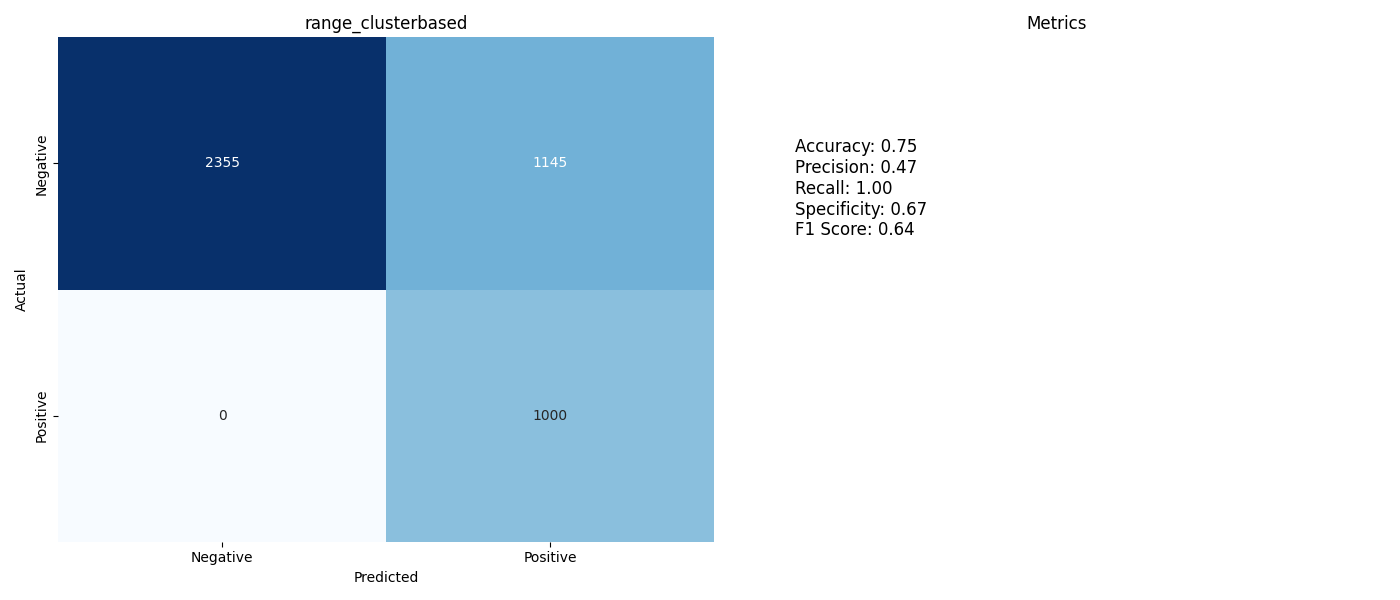 range_clusterbased
Metrics
Negative
2355
1145
Accuracy: 0.75
Precision: 0.47
Recall: 1.00
Specificity: 0.67
F1 Score: 0.64
Actual
Positive
0
1000
Negative
Positive
Predicted